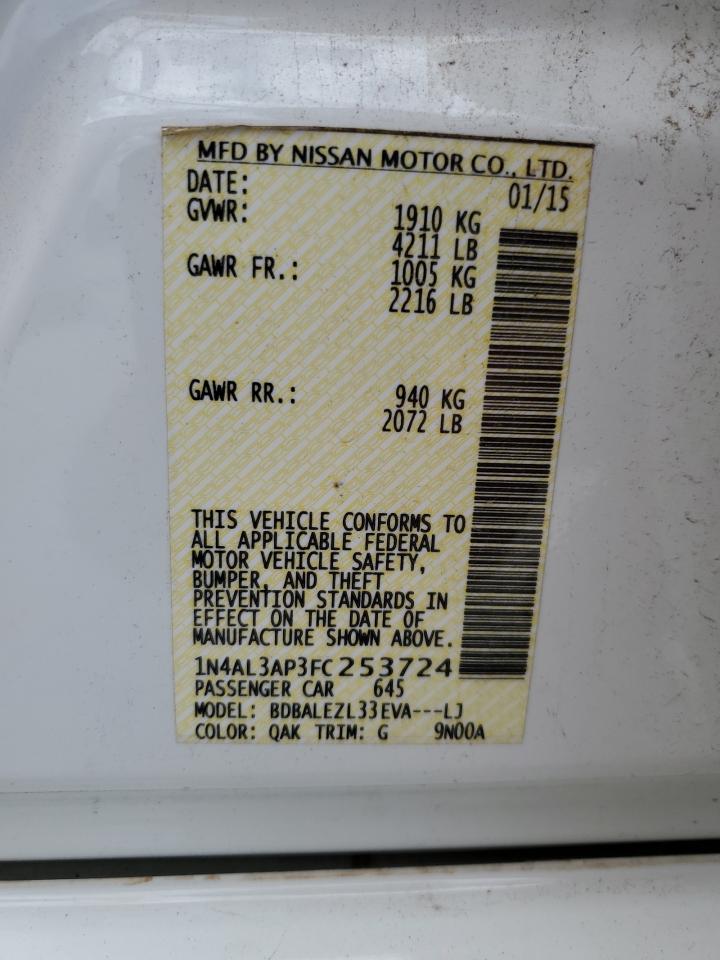 MFD BY NISSAN MOTOR CO., LTD.
DATE: 01/15
GVWR: 1910 KG
4211 LB
GAWR FR.: 1005 KG
2216 LB
GAWR RR.: 940 KG
2072 LB
THIS VEHICLE CONFORMS TO
ALL APPLICABLE FEDERAL
MOTOR VEHICLE SAFETY,
BUMPER, AND THEFT
PREVENTION STANDARDS IN
EFFECT ON THE DATE OF
MANUFACTURE SHOWN ABOVE.
1N4AL3AP3FC253724
PASSENGER CAR 645
MODEL: BDBALEZL33EVA---LJ
COLOR: QAK TRIM: G 9N00A